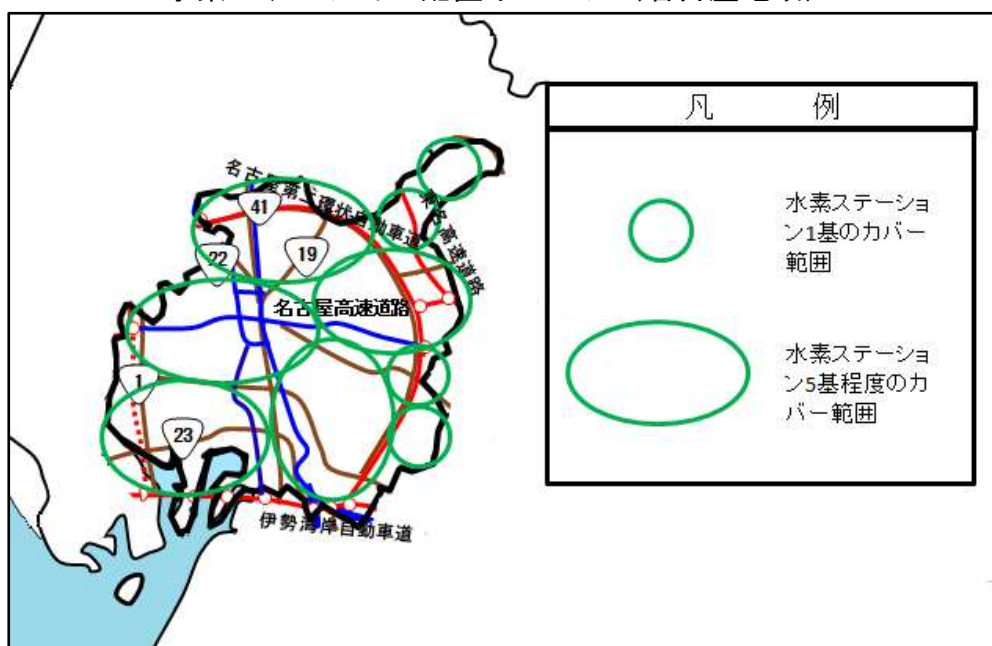 凡 例
水素ステーショ
ン1基のカバー
範囲
水素ステーショ
ン5基程度のカ
バー範囲
名古屋第二環状自動車道
東名高速道路
41
19
22
名古屋高速道路
1
23
伊勢湾岸自動車道